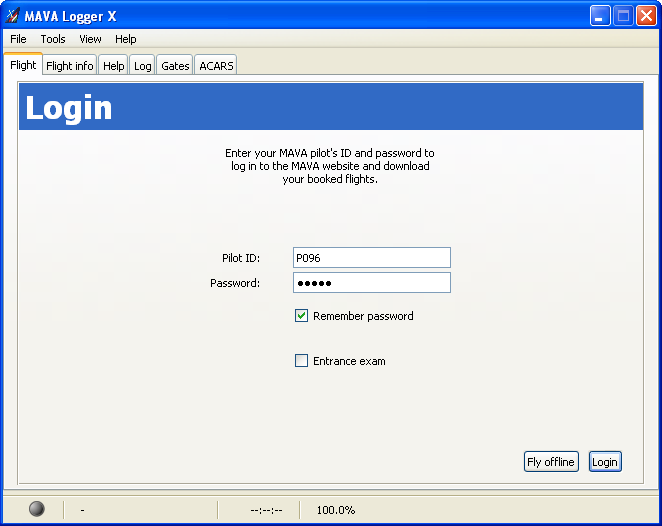 MAVA Logger X
File Tools View Help
Flight Flight info Help Log Gates ACARS
Login
Enter your MAVA pilot's ID and password to
log in to the MAVA website and download
your booked flights.
Pilot ID: P096
Password: •••••
Remember password
Entrance exam
Fly offline Login
- --:--:-- 100.0%